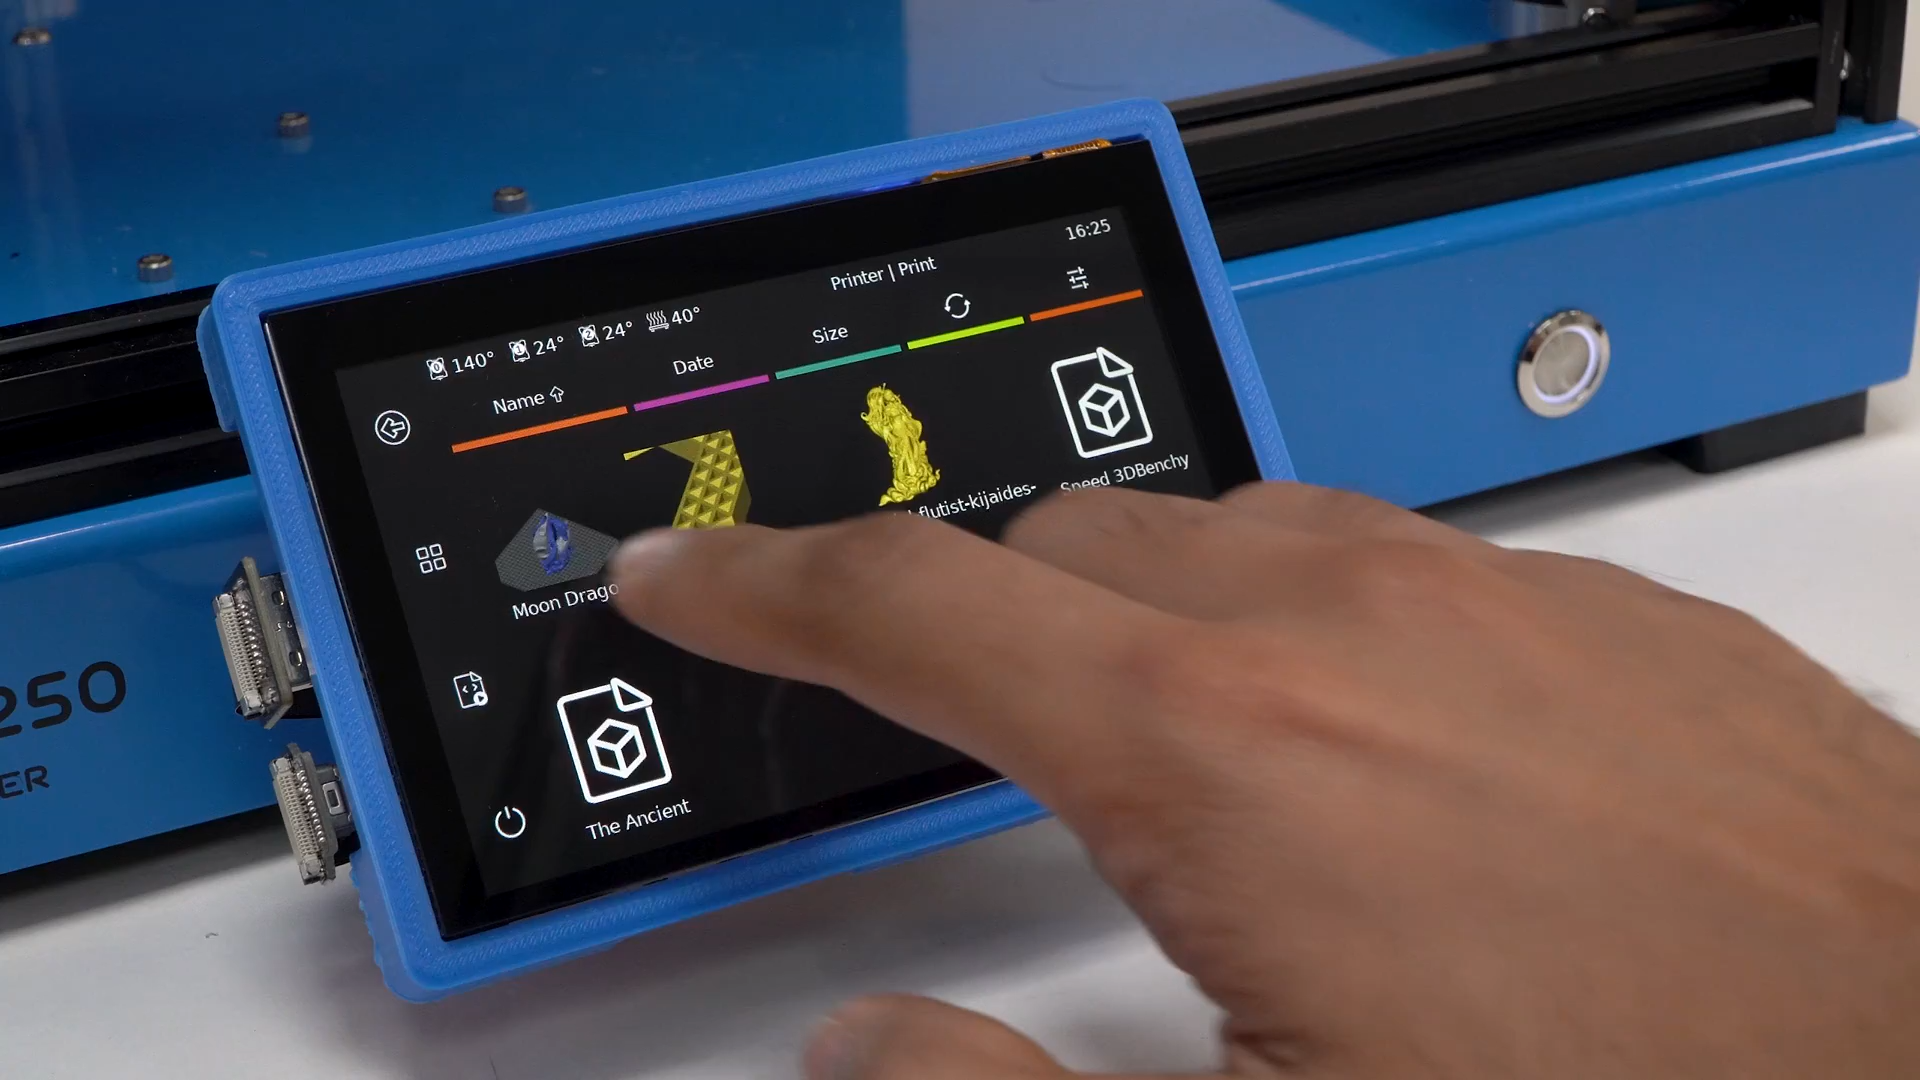 16:25
Printer | Print
140° 24° 24° 40°
Name Date Size
Speed 3DBenchy
flutist-kijaides-
Moon Drago
The Ancient
250
ER